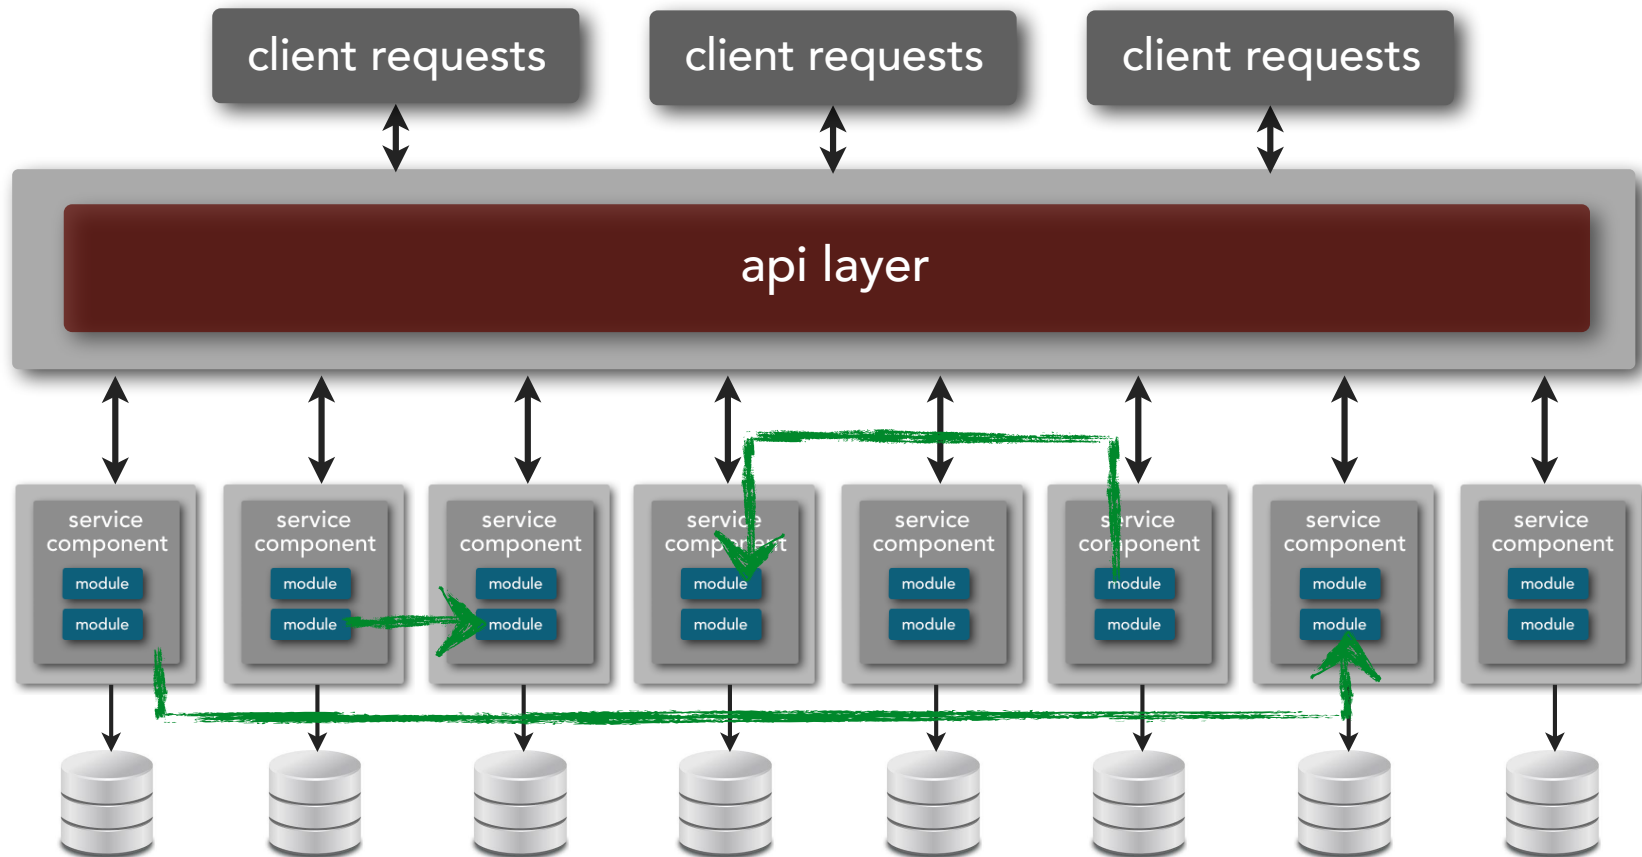 client requests
client requests
client requests
api layer
service
component
module
module
service
component
module
module
service
component
module
module
service
component
module
module
service
component
module
module
service
component
module
module
service
component
module
module
service
component
module
module